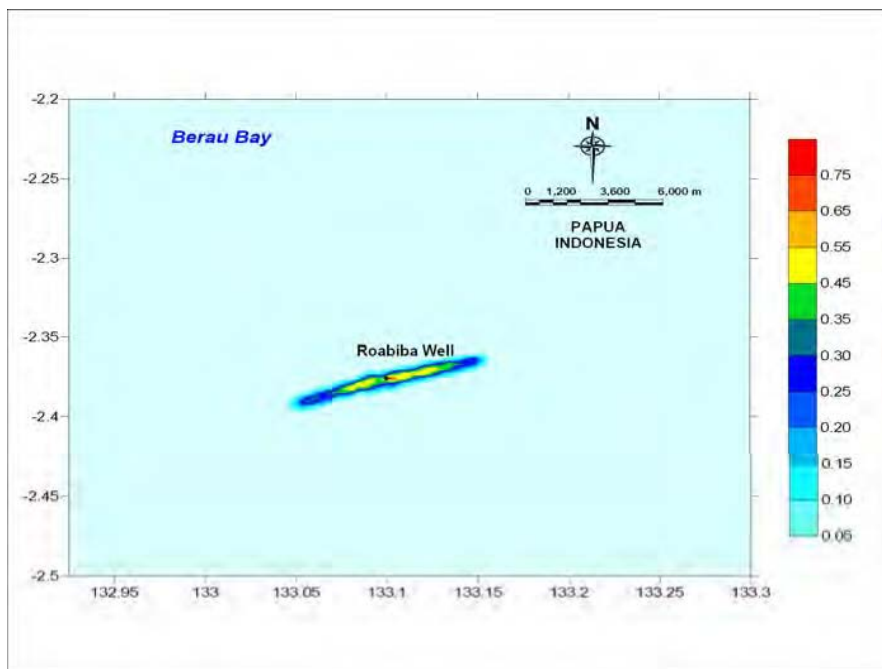 -2.2
-2.25
-2.3
-2.35
-2.4
-2.45
-2.5
Berau Bay
N
0 1,200 3,600 6,000 m
PAPUA
INDONESIA
Roabiba Well
132.95 133 133.05 133.1 133.15 133.2 133.25 133.3
0.75
0.65
0.55
0.45
0.35
0.30
0.25
0.20
0.15
0.10
0.05